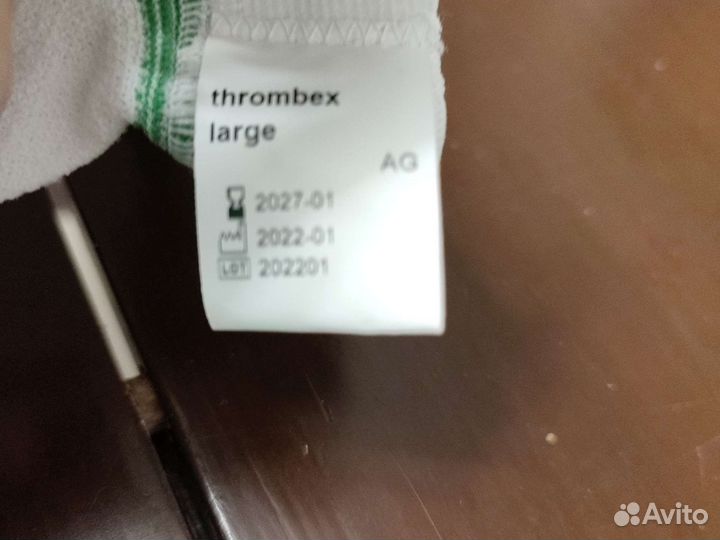 thrombex
large
AG
2027-01
2022-01
LOT 202201
Avito